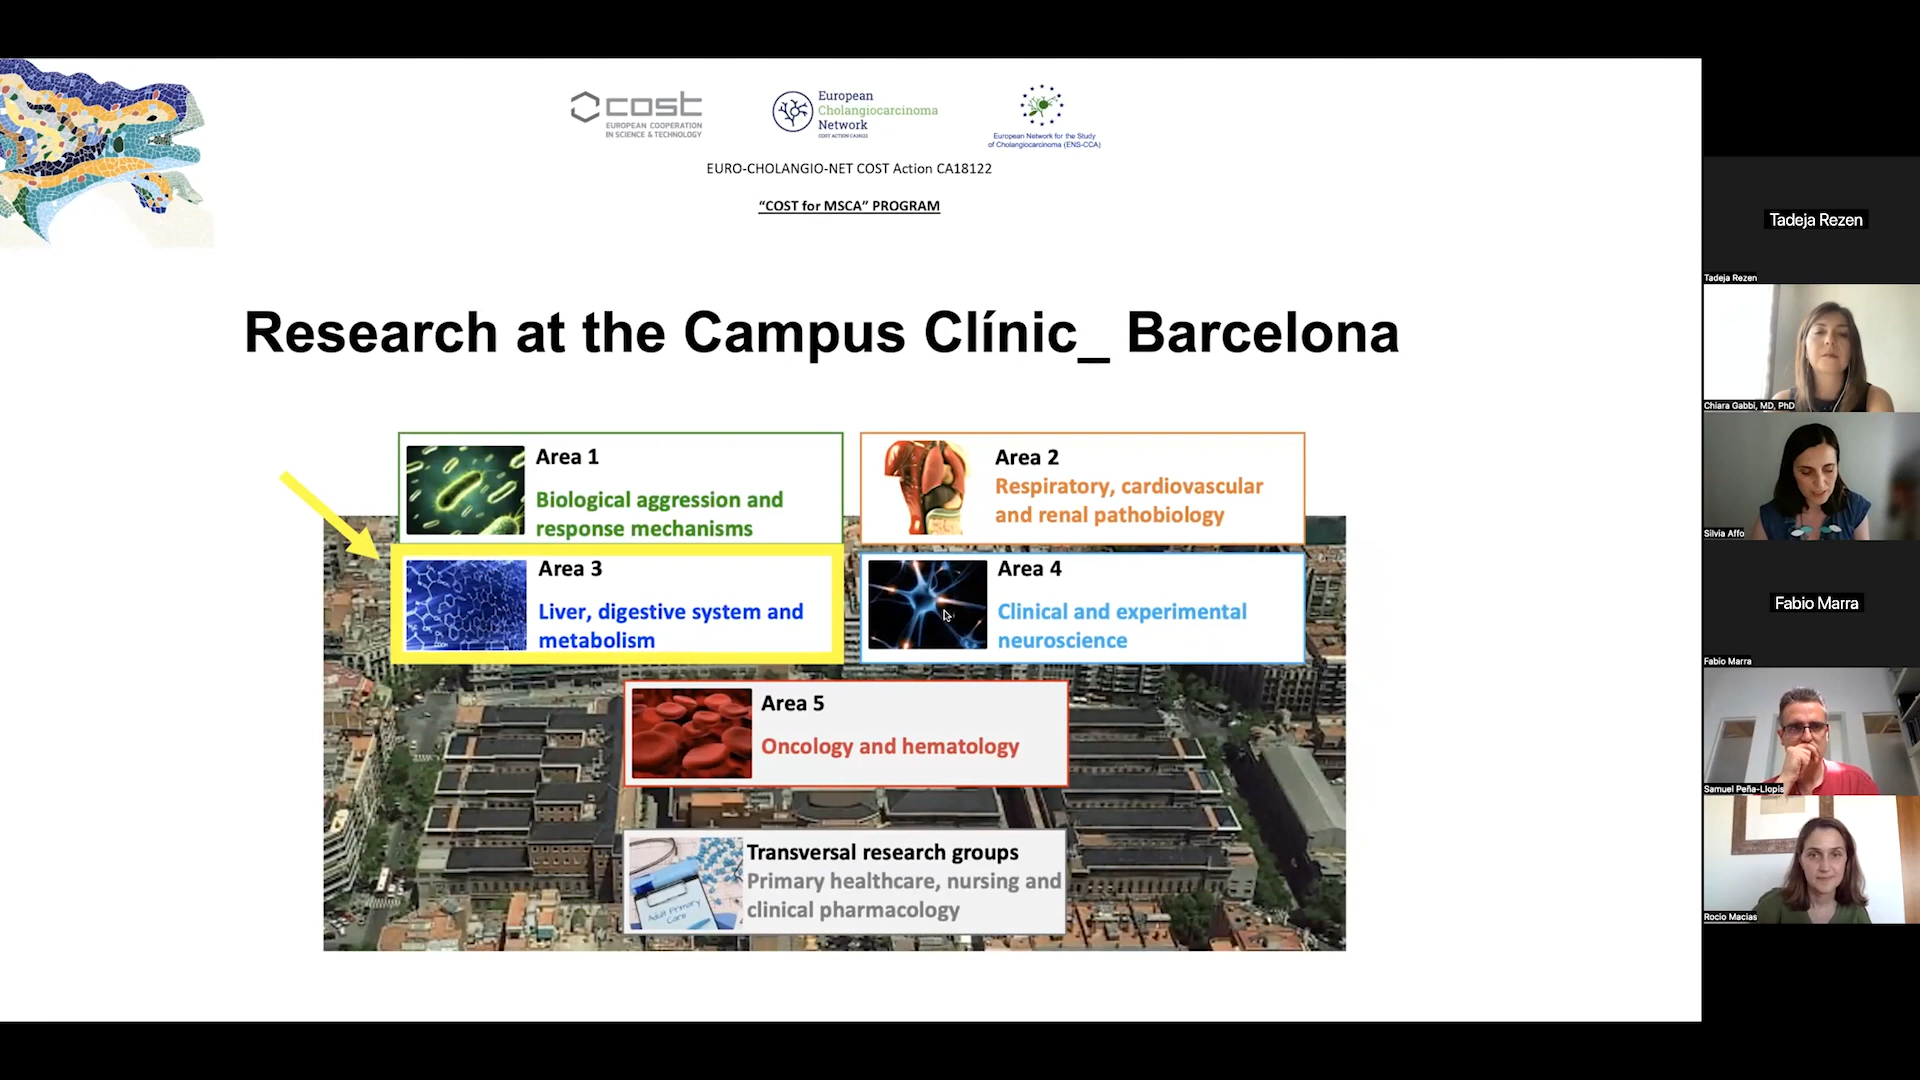 COST
EUROPEAN COOPERATION
IN SCIENCE & TECHNOLOGY
European
Cholangiocarcinoma
Network
COST ACTION CA18122
European Network for the Study
of Cholangiocarcinoma (ENS-CCA)
EURO-CHOLANGIO-NET COST Action CA18122
“COST for MSCA” PROGRAM
Research at the Campus Clínic_ Barcelona
Area 1
Biological aggression and
response mechanisms
Area 2
Respiratory, cardiovascular
and renal pathobiology
Area 3
Liver, digestive system and
metabolism
Area 4
Clinical and experimental
neuroscience
Area 5
Oncology and hematology
Transversal research groups
Primary healthcare, nursing and
clinical pharmacology
Adult Primary
Care
Tadeja Rezen
Tadeja Rezen
Chiara Gabbi, MD, PhD
Silvia Affo
Fabio Marra
Fabio Marra
Samuel Peña-Llopis
Rocio Macias